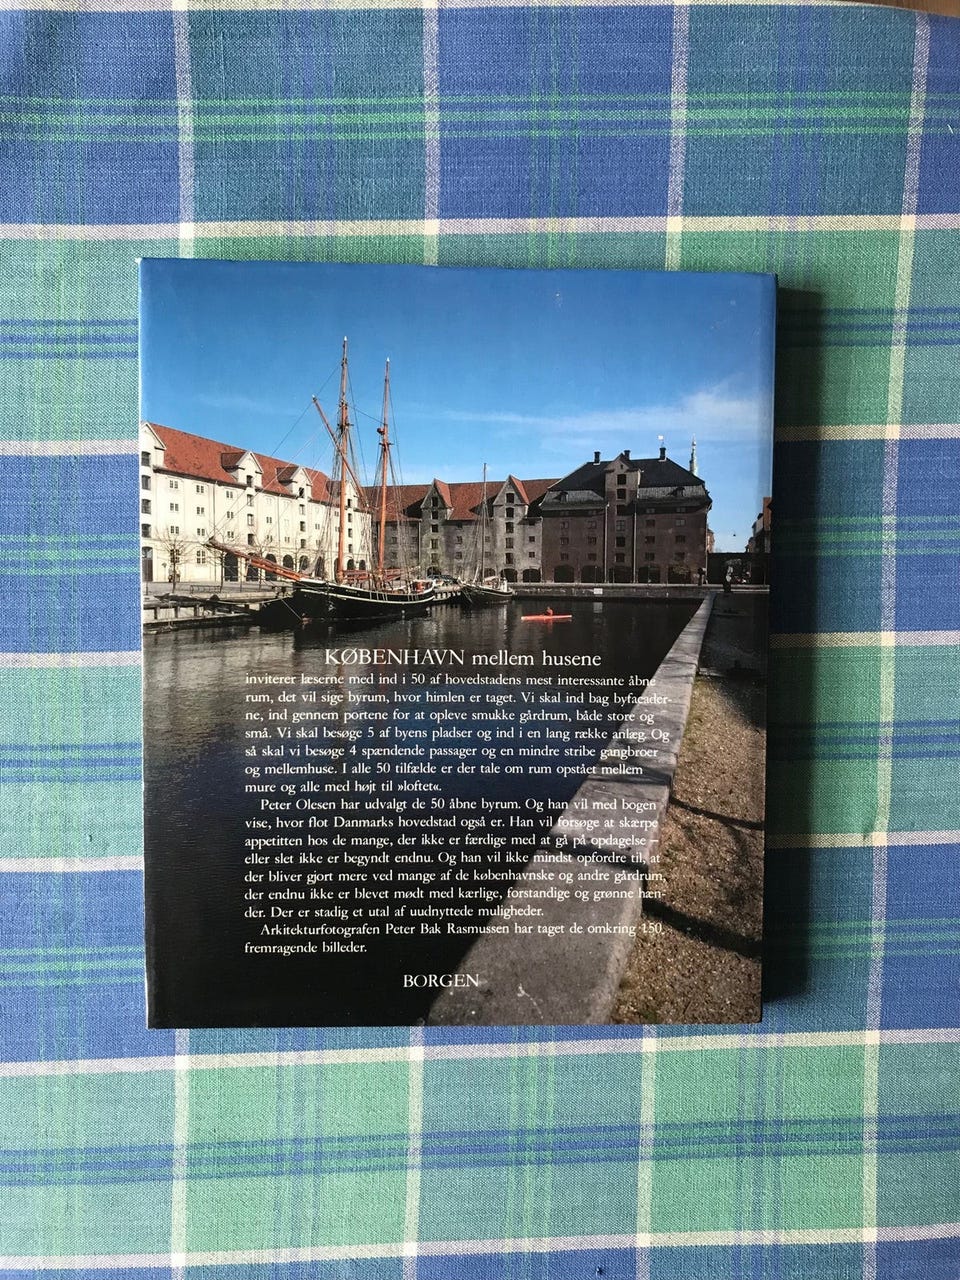 KØBENHAVN mellem husene
inviterer læserne med ind i 50 af hovedstadens mest interessante åbne
rum, det vil sige byrum, hvor himlen er taget. Vi skal ind bag byfacader-
ne, ind gennem portene for at opleve smukke gårdrum, både store og
små. Vi skal besøge 5 af byens pladser og ind i en lang række anlæg. Og
så skal vi besøge 4 spændende passager og en mindre stribe gangbroer
og mellemhuse. I alle 50 tilfælde er der tale om rum opstået mellem
mure og alle med højt til »loftet«.
Peter Olesen har udvalgt de 50 åbne byrum. Og han vil med bogen
vise, hvor flot Danmarks hovedstad også er. Han vil forsøge at skærpe
appetitten hos de mange, der ikke er færdige med at gå på opdagelse –
eller slet ikke er begyndt endnu. Og han vil ikke mindst opfordre til, at
der bliver gjort mere ved mange af de københavnske og andre gårdrum,
der endnu ikke er blevet mødt med kærlige, forstandige og grønne hæn-
der. Der er stadig et utal af uudnyttede muligheder.
Arkitekturfotografen Peter Bak Rasmussen har taget de omkring 150
fremragende billeder.
BORGEN